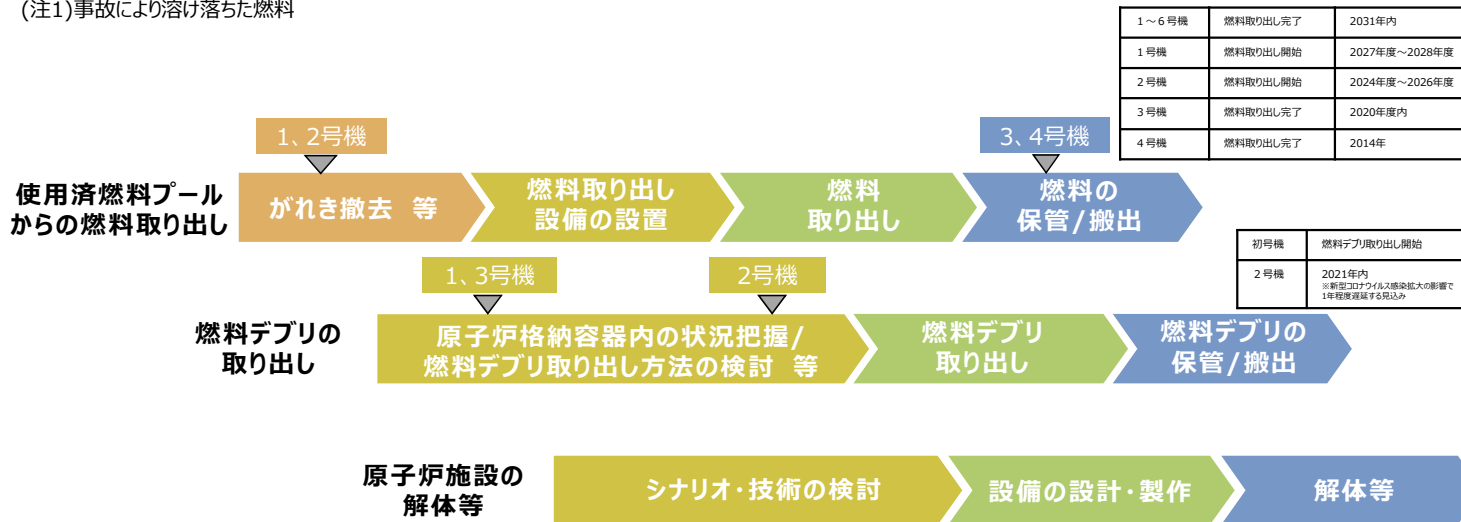 (注1)事故により溶け落ちた燃料
1～6号機 燃料取り出し完了 2031年内
1号機 燃料取り出し開始 2027年度～2028年度
2号機 燃料取り出し開始 2024年度～2026年度
3号機 燃料取り出し完了 2020年度内
4号機 燃料取り出し完了 2014年
1、2号機
3、4号機
使用済燃料プール
からの燃料取り出し
がれき撤去 等
燃料取り出し
設備の設置
燃料
取り出し
燃料の
保管/搬出
初号機 燃料デブリ取り出し開始
2号機 2021年内
※新型コロナウイルス感染拡大の影響で
1年程度遅延する見込み
1、3号機
2号機
燃料デブリの
取り出し
原子炉格納容器内の状況把握/
燃料デブリ取り出し方法の検討 等
燃料デブリ
取り出し
燃料デブリの
保管/搬出
原子炉施設の
解体等
シナリオ・技術の検討
設備の設計・製作
解体等